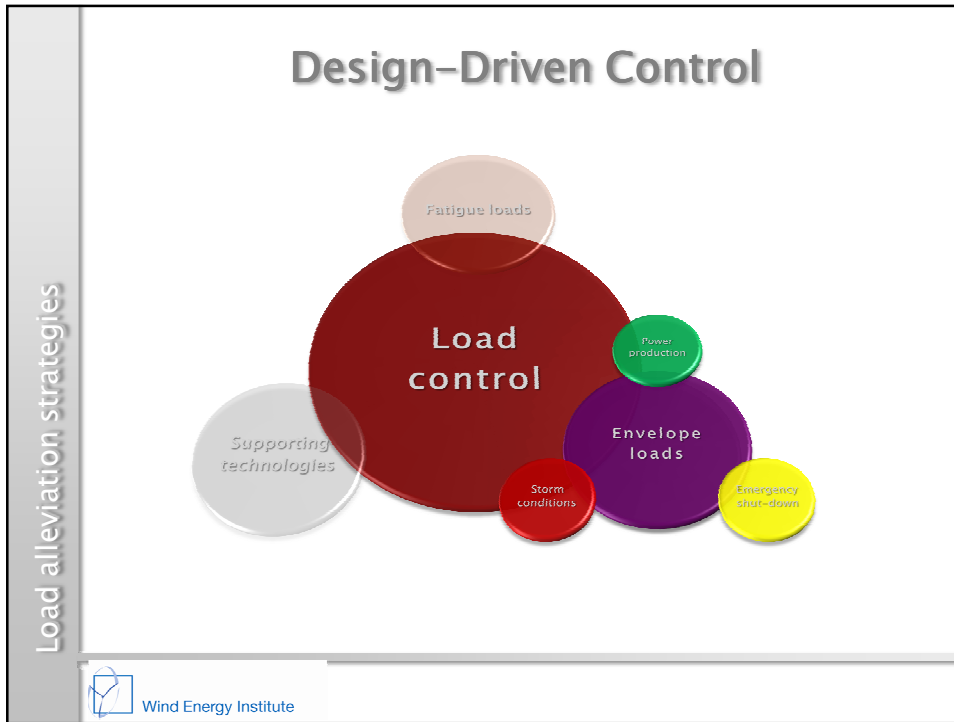 Design-Driven Control
Load alleviation strategies
Fatigue loads
Load
control
Power
production
Supporting
technologies
Envelope
loads
Storm
conditions
Emergency
shut-down
Wind Energy Institute